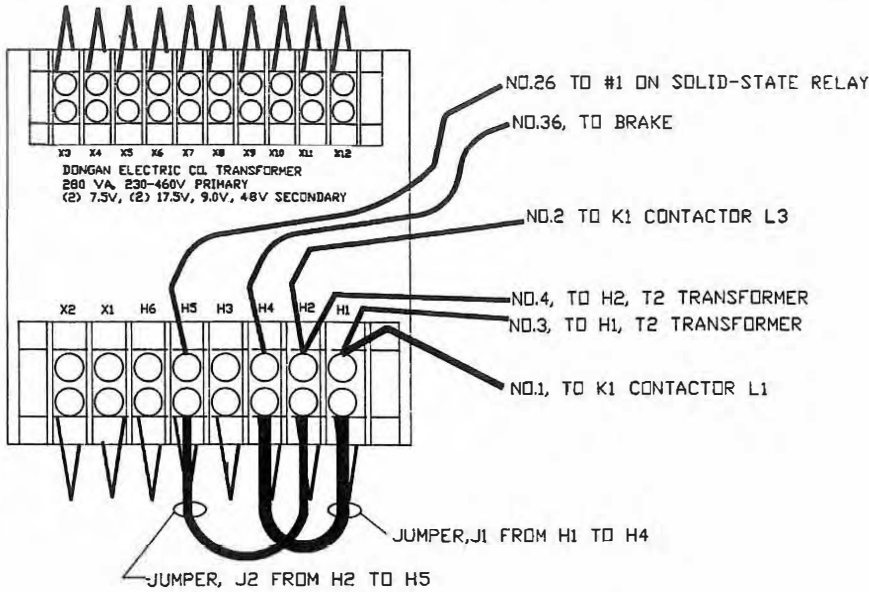 NO.26 TO #1 ON SOLID-STATE RELAY
NO.36, TO BRAKE
X3 X4 X5 X6 X7 X8 X9 X10 X11 X12
DONGAN ELECTRIC CO. TRANSFORMER
280 VA, 230-460V PRIMARY
(2) 7.5V, (2) 17.5V, 9.0V, 48V SECONDARY
NO.2 TO K1 CONTACTOR L3
X2 X1 H6 H5 H3 H4 H2 H1
NO.4, TO H2, T2 TRANSFORMER
NO.3, TO H1, T2 TRANSFORMER
NO.1, TO K1 CONTACTOR L1
JUMPER,J1 FROM H1 TO H4
JUMPER, J2 FROM H2 TO H5